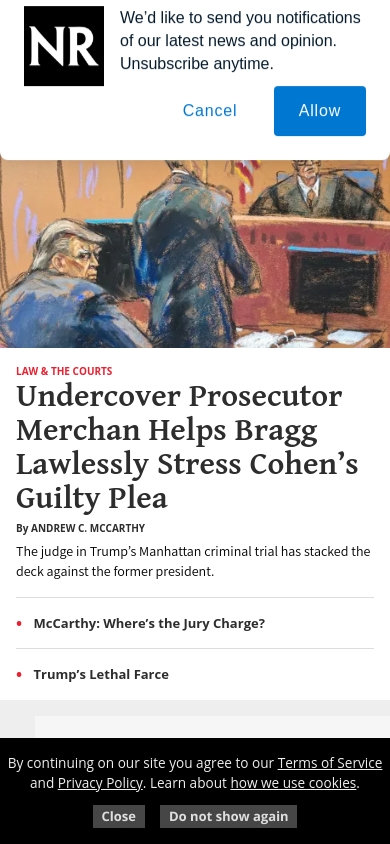 NR
We’d like to send you notifications
of our latest news and opinion.
Unsubscribe anytime.
Cancel
Allow
LAW & THE COURTS
Undercover Prosecutor
Merchan Helps Bragg
Lawlessly Stress Cohen’s
Guilty Plea
By ANDREW C. MCCARTHY
The judge in Trump’s Manhattan criminal trial has stacked the
deck against the former president.
• McCarthy: Where’s the Jury Charge?
• Trump’s Lethal Farce
By continuing on our site you agree to our Terms of Service
and Privacy Policy. Learn about how we use cookies.
Close
Do not show again